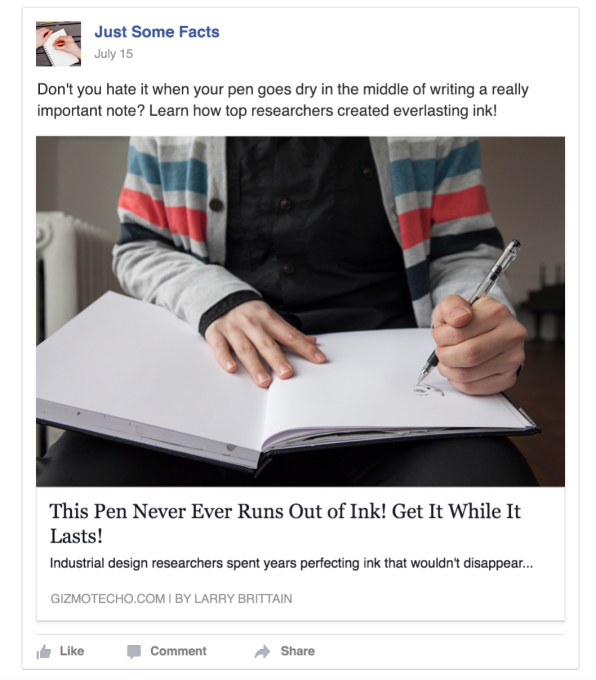 Just Some Facts
July 15
Don't you hate it when your pen goes dry in the middle of writing a really
important note? Learn how top researchers created everlasting ink!
This Pen Never Ever Runs Out of Ink! Get It While It
Lasts!
Industrial design researchers spent years perfecting ink that wouldn't disappear...
GIZMOTECHO.COM | BY LARRY BRITTAIN
Like Comment Share